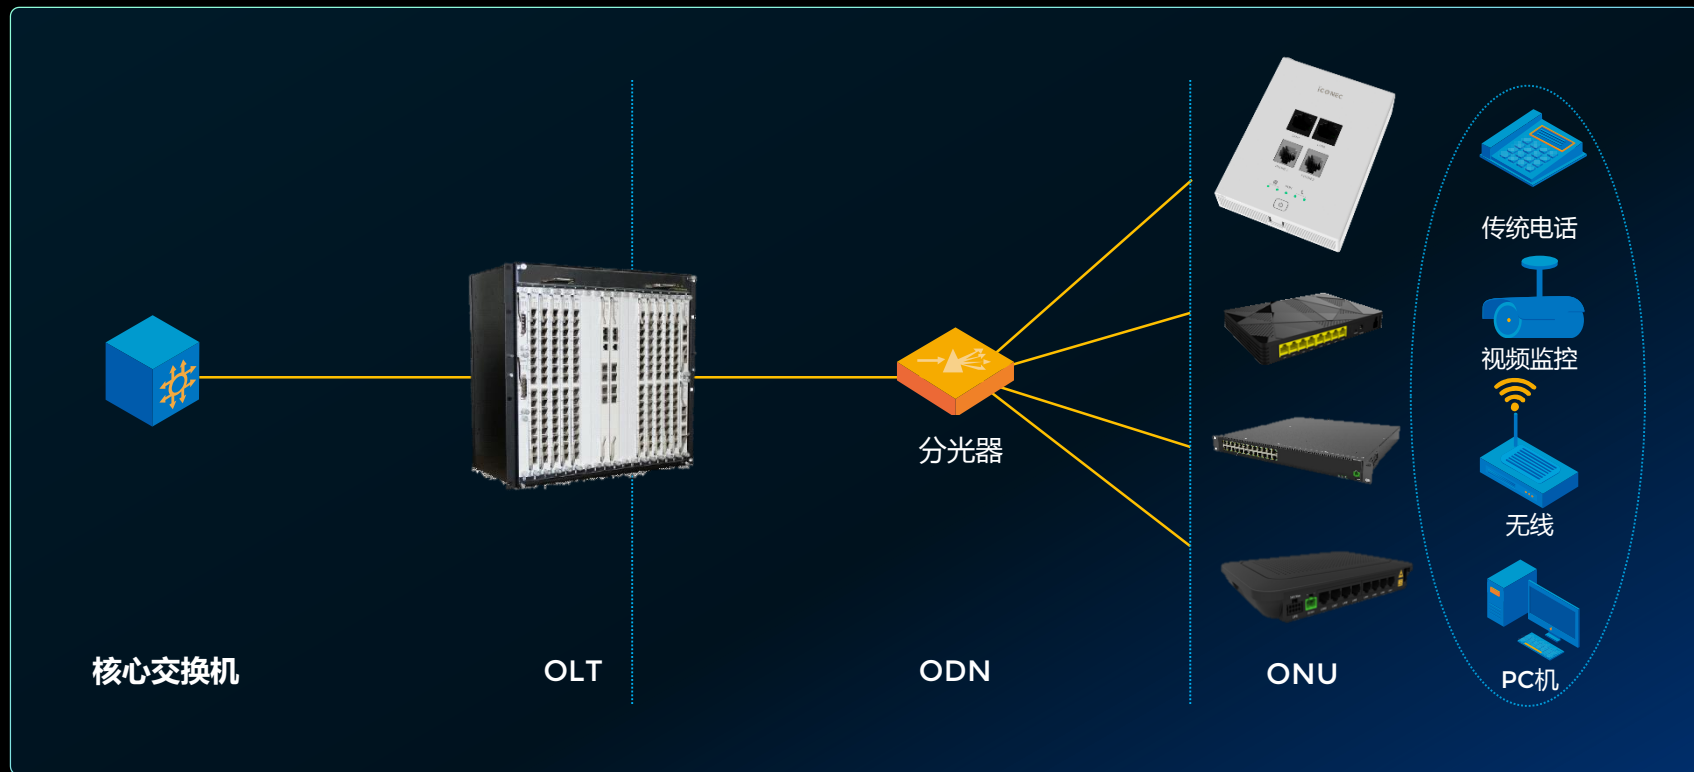 iCONEC
传统电话
视频监控
分光器
无线
核心交换机
OLT
ODN
ONU
PC机